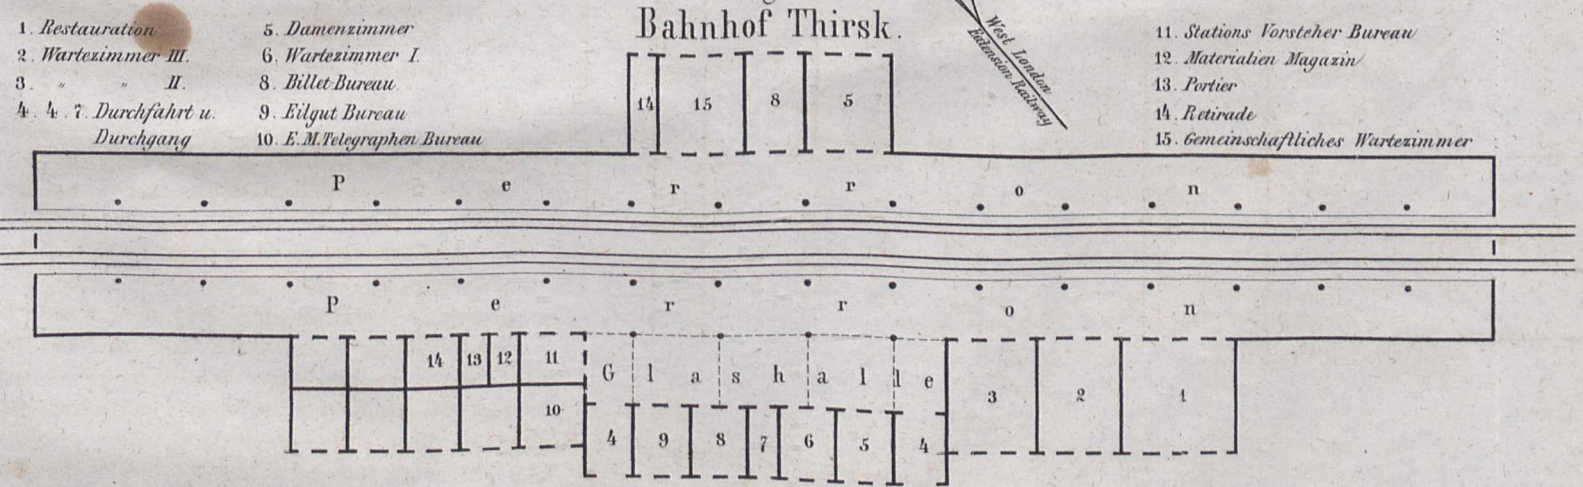 Bahnhof Thirsk.
1. Restauration
2. Wartezimmer III.
3. " " II.
4. 4. 7. Durchfahrt u.
Durchgang
5. Damenzimmer
6. Wartezimmer I.
8. Billet-Bureau.
9. Eilgut Bureau
10. E.M. Telegraphen Bureau
West London
Extension Railway
11. Stations Vorsteher Bureau
12. Materialien Magazin
13. Portier
14. Retirade
15. Gemeinschaftliches Wartezimmer
14 15 8 5
P e r r o n
P e r r o n
14 13 12 11
G l a s h a l l e
3 2 1
10
4 9 8 7 6 5 4